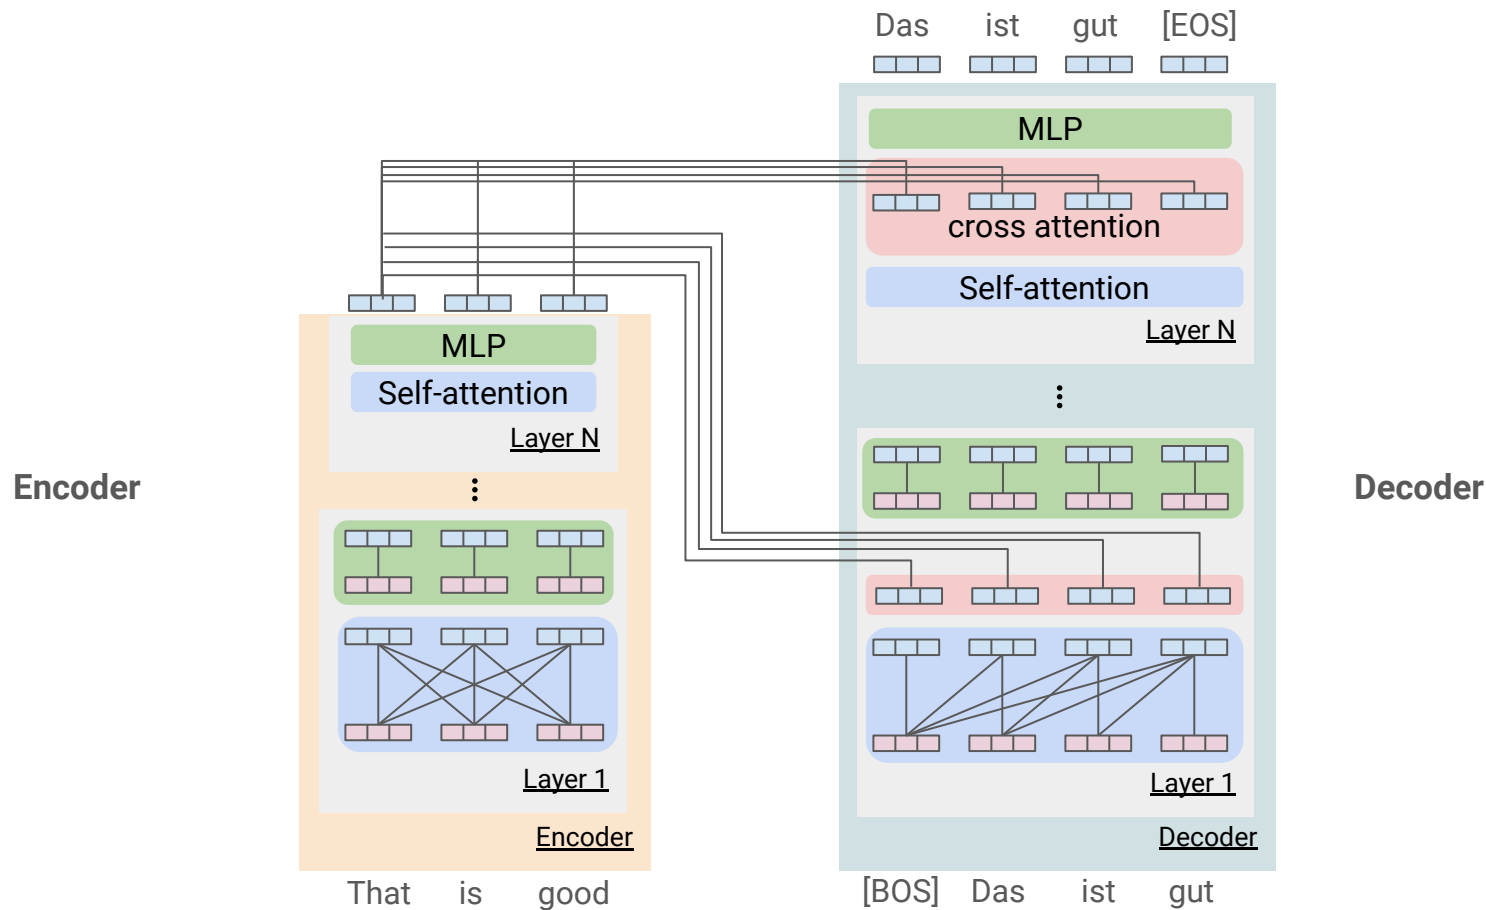 Das ist gut [EOS]
MLP
cross attention
Self-attention
Layer N
MLP
Self-attention
Layer N
Encoder
Decoder
Layer 1
Layer 1
Encoder
Decoder
That is good
[BOS] Das ist gut